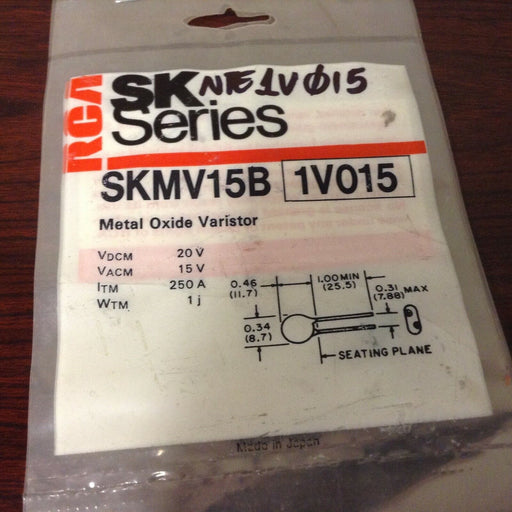 RCA
SK NTE 1VØ15
Series
SKMV15B 1V015
Metal Oxide Varistor
VDCM 20 V
VACM 15 V
ITM 250 A
WTM 1 j
0.46
(11.7)
1.00 MIN
(25.5)
0.31 MAX
(7.88)
0.34
(8.7)
SEATING PLANE
Made in Japan